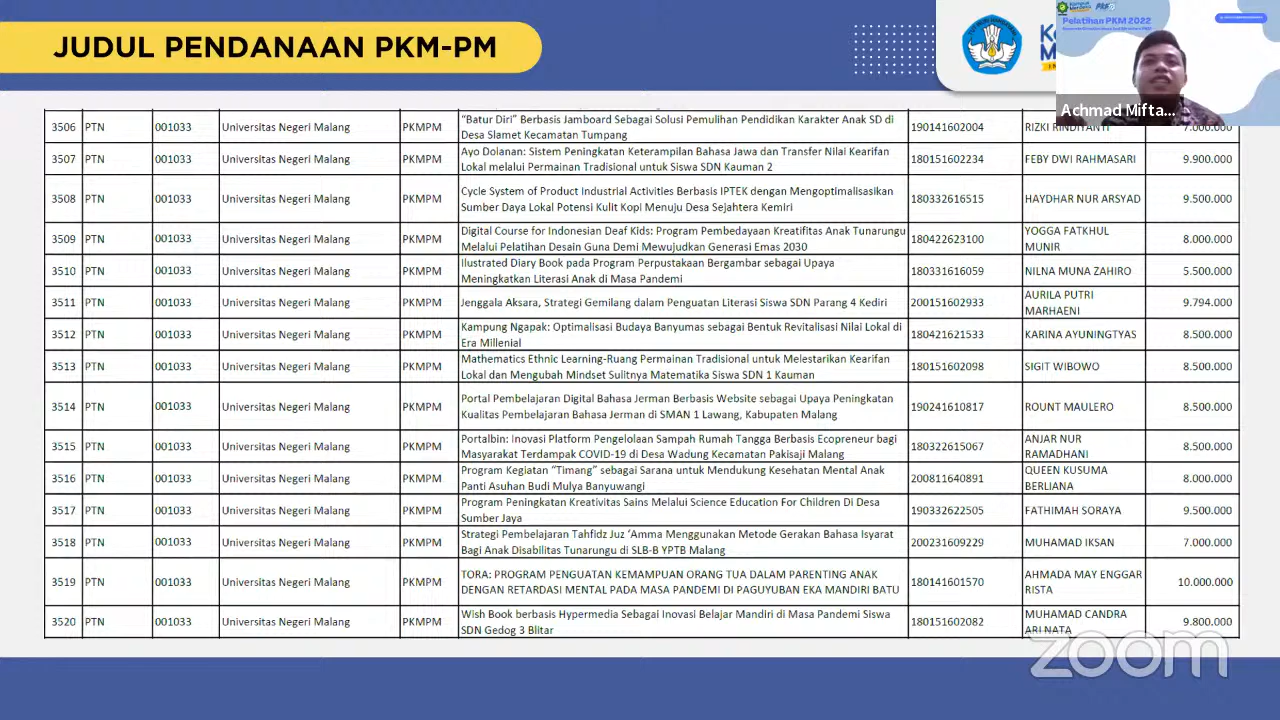 JUDUL PENDANAAN PKM-PM
Pelatihan PKM 2022
Achmad Mifta...
3506 PTN 001033 Universitas Negeri Malang PKMPM “Batur Diri” Berbasis Jamboard Sebagai Solusi Pemulihan Pendidikan Karakter Anak SD di 190141602004 RIZKI RINDIYANTI 7.000.000
Desa Slamet Kecamatan Tumpang
3507 PTN 001033 Universitas Negeri Malang PKMPM Ayo Dolanan: Sistem Peningkatan Keterampilan Bahasa Jawa dan Transfer Nilai Kearifan 180151602234 FEBY DWI RAHMASARI 9.900.000
Lokal melalui Permainan Tradisional untuk Siswa SDN Kauman 2
3508 PTN 001033 Universitas Negeri Malang PKMPM Cycle System of Product Industrial Activities Berbasis IPTEK dengan Mengoptimalisasikan 180332616515 HAYDHAR NUR ARSYAD 9.500.000
Sumber Daya Lokal Potensi Kulit Kopi Menuju Desa Sejahtera Kemiri
3509 PTN 001033 Universitas Negeri Malang PKMPM Digital Course for Indonesian Deaf Kids: Program Pembedayaan Kreatifitas Anak Tunarungu 180422623100 YOGGA FATKHUL 8.000.000
Melalui Pelatihan Desain Guna Demi Mewujudkan Generasi Emas 2030 MUNIR
3510 PTN 001033 Universitas Negeri Malang PKMPM Ilustrated Diary Book pada Program Perpustakaan Bergambar sebagai Upaya 180331616059 NILNA MUNA ZAHIRO 5.500.000
Meningkatkan Literasi Anak di Masa Pandemi
3511 PTN 001033 Universitas Negeri Malang PKMPM Jenggala Aksara, Strategi Gemilang dalam Penguatan Literasi Siswa SDN Parang 4 Kediri 200151602933 AURILA PUTRI 9.794.000
MARHAENI
3512 PTN 001033 Universitas Negeri Malang PKMPM Kampung Ngapak: Optimalisasi Budaya Banyumas sebagai Bentuk Revitalisasi Nilai Lokal di 180421621533 KARINA AYUNINGTYAS 8.500.000
Era Millenial
3513 PTN 001033 Universitas Negeri Malang PKMPM Mathematics Ethnic Learning-Ruang Permainan Tradisional untuk Melestarikan Kearifan 180151602098 SIGIT WIBOWO 8.500.000
Lokal dan Mengubah Mindset Sulitnya Matematika Siswa SDN 1 Kauman
3514 PTN 001033 Universitas Negeri Malang PKMPM Portal Pembelajaran Digital Bahasa Jerman Berbasis Website sebagai Upaya Peningkatan 190241610817 ROUNT MAULERO 8.500.000
Kualitas Pembelajaran Bahasa Jerman di SMAN 1 Lawang, Kabupaten Malang
3515 PTN 001033 Universitas Negeri Malang PKMPM Portalbin: Inovasi Platform Pengelolaan Sampah Rumah Tangga Berbasis Ecopreneur bagi 180322615067 ANJAR NUR 8.500.000
Masyarakat Terdampak COVID-19 di Desa Wadung Kecamatan Pakisaji Malang RAMADHANI
3516 PTN 001033 Universitas Negeri Malang PKMPM Program Kegiatan “Timang” sebagai Sarana untuk Mendukung Kesehatan Mental Anak 200811640891 QUEEN KUSUMA 8.000.000
Panti Asuhan Budi Mulya Banyuwangi BERLIANA
3517 PTN 001033 Universitas Negeri Malang PKMPM Program Peningkatan Kreativitas Sains Melalui Science Education For Children Di Desa 190332622505 FATHIMAH SORAYA 9.500.000
Sumber Jaya
3518 PTN 001033 Universitas Negeri Malang PKMPM Strategi Pembelajaran Tahfidz Juz ‘Amma Menggunakan Metode Gerakan Bahasa Isyarat 200231609229 MUHAMAD IKSAN 7.000.000
Bagi Anak Disabilitas Tunarungu di SLB-B YPTB Malang
3519 PTN 001033 Universitas Negeri Malang PKMPM TORA: PROGRAM PENGUATAN KEMAMPUAN ORANG TUA DALAM PARENTING ANAK 180141601570 AHMADA MAY ENGGAR 10.000.000
DENGAN RETARDASI MENTAL PADA MASA PANDEMI DI PAGUYUBAN EKA MANDIRI BATU RISTA
3520 PTN 001033 Universitas Negeri Malang PKMPM Wish Book berbasis Hypermedia Sebagai Inovasi Belajar Mandiri di Masa Pandemi Siswa 180151602082 MUHAMAD CANDRA 9.800.000
SDN Gedog 3 Blitar ARI NATA
zoom